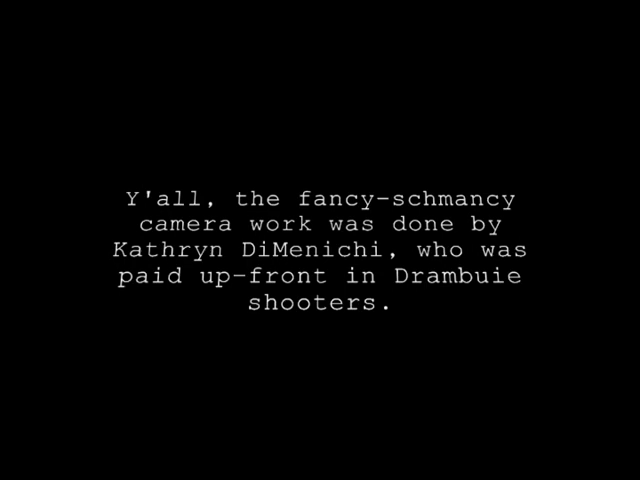 Y'all, the fancy-schmancy
camera work was done by
Kathryn DiMenichi, who was
paid up-front in Drambuie
shooters.